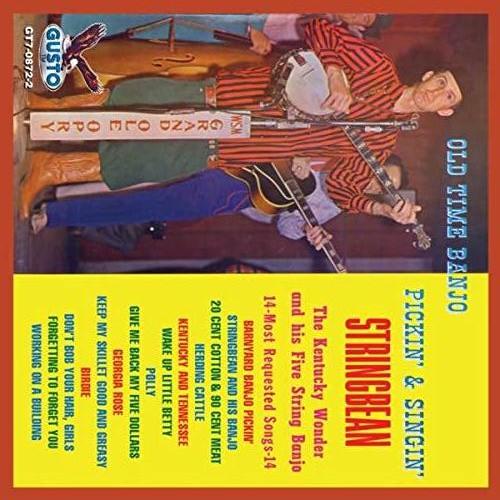 OLD TIME BANJO
PICKIN' & SINGIN'
STRINGBEAN
The Kentucky Wonder
and his Five String Banjo
14-Most Requested Songs-14
BARNYARD BANJO PICKIN'
STRINGBEAN AND HIS BANJO
20 CENT COTTON & 90 CENT MEAT
HERDING CATTLE
KENTUCKY AND TENNESSEE
WAKE UP LITTLE BETTY
POLLY
GIVE ME BACK MY FIVE DOLLARS
GEORGIA ROSE
KEEP MY SKILLET GOOD AND GREASY
BIRDIE
DON'T BOB YOUR HAIR, GIRLS
FORGETTING TO FORGET YOU
WORKING ON A BUILDING
WSM
GRAND OLE OPRY
GUSTO
GT7-0872-2